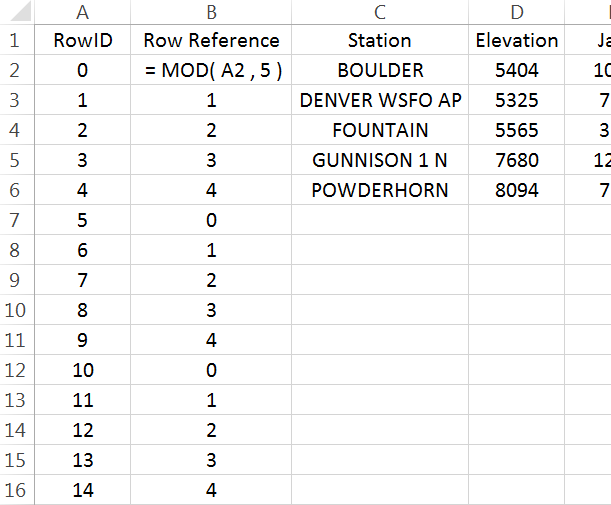 A B C D
1 RowID Row Reference Station Elevation Ja
2 0 = MOD( A2 , 5 ) BOULDER 5404 10
3 1 1 DENVER WSFO AP 5325 7
4 2 2 FOUNTAIN 5565 3
5 3 3 GUNNISON 1 N 7680 12
6 4 4 POWDERHORN 8094 7
7 5 0
8 6 1
9 7 2
10 8 3
11 9 4
12 10 0
13 11 1
14 12 2
15 13 3
16 14 4